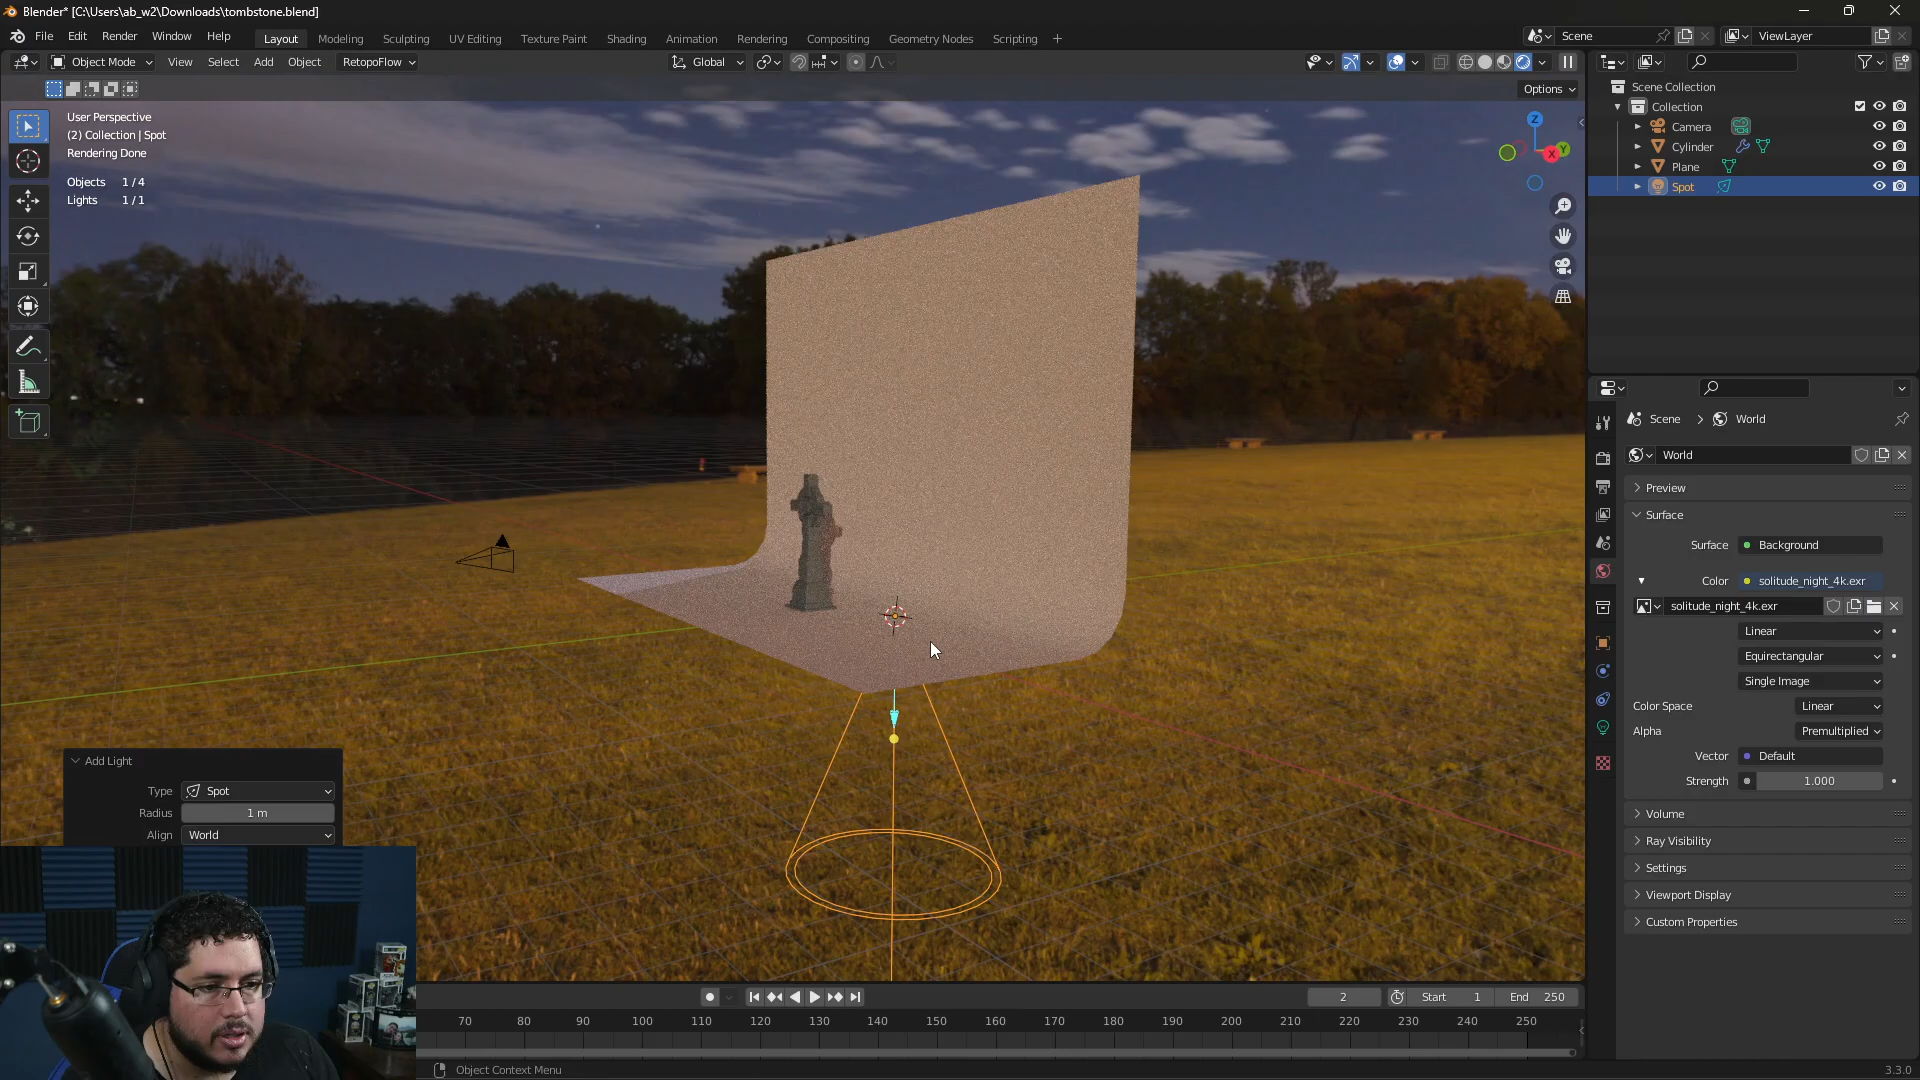 Blender* [C:\Users\ab_w2\Downloads\tombstone.blend]
File Edit Render Window Help
Layout Modeling Sculpting UV Editing Texture Paint Shading Animation Rendering Compositing Geometry Nodes Scripting +
Scene
ViewLayer
Object Mode View Select Add Object RetopoFlow
Global
Options
User Perspective
(2) Collection | Spot
Rendering Done
Objects 1/4
Lights 1/1
Z
X
Y
Scene Collection
Collection
Camera
Cylinder
Plane
Spot
Scene > World
World
Preview
Surface
Surface Background
Color solitude_night_4k.exr
solitude_night_4k.exr
Linear
Equirectangular
Single Image
Color Space Linear
Alpha Premultiplied
Vector Default
Strength 1.000
Volume
Ray Visibility
Settings
Viewport Display
Custom Properties
Add Light
Type Spot
Radius 1 m
Align World
2 Start 1 End 250
70 80 90 100 110 120 130 140 150 160 170 180 190 200 210 220 230 240 250
Object Context Menu
3.3.0